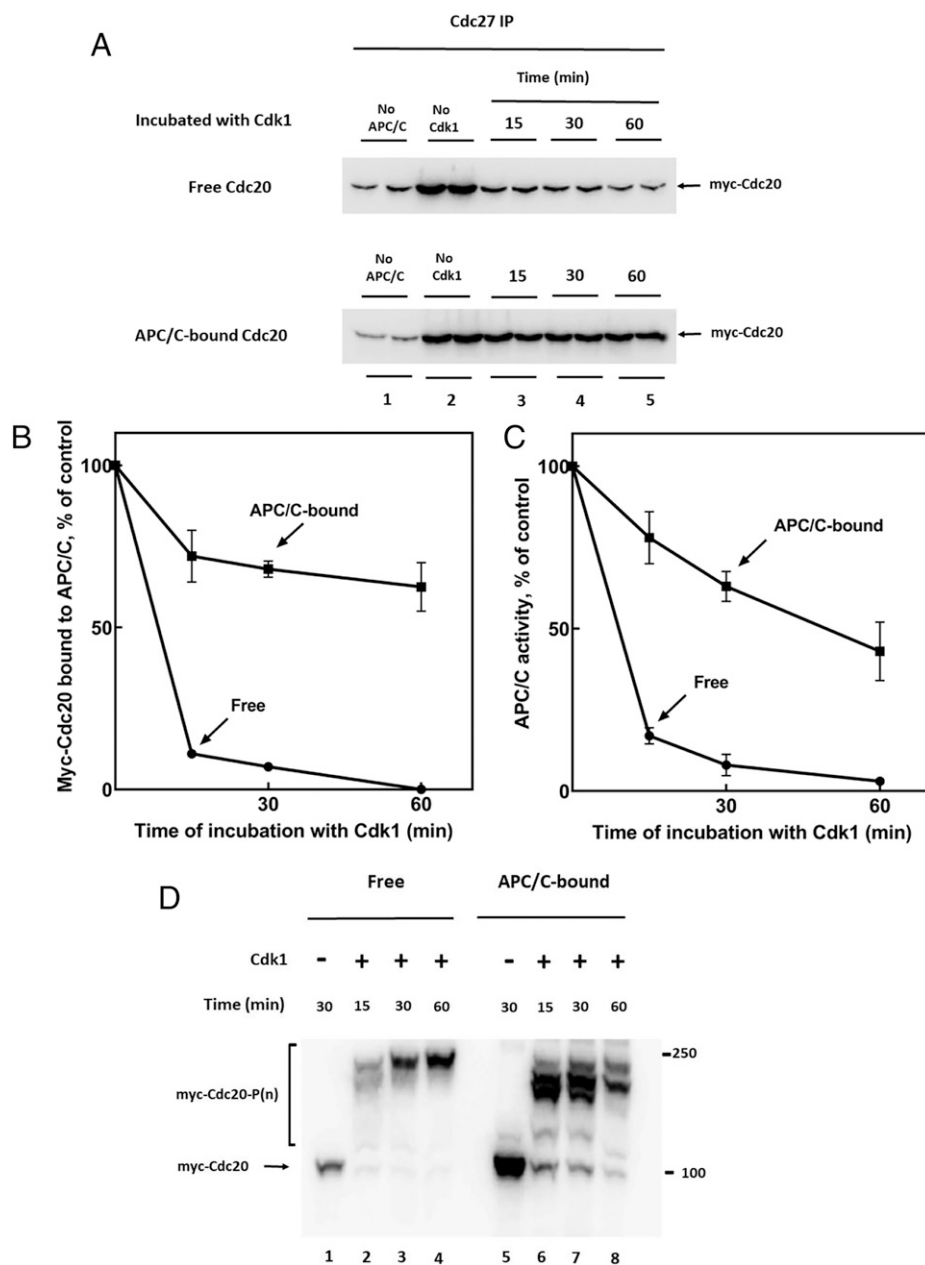 A
Cdc27 IP
Time (min)
Incubated with Cdk1
No APC/C
No Cdk1
15 30 60
Free Cdc20
myc-Cdc20
No APC/C
No Cdk1
15 30 60
APC/C-bound Cdc20
myc-Cdc20
1 2 3 4 5
B
Myc-Cdc20 bound to APC/C, % of control
100
50
0
APC/C-bound
Free
30 60
Time of incubation with Cdk1 (min)
C
APC/C activity, % of control
100
50
0
APC/C-bound
Free
30 60
Time of incubation with Cdk1 (min)
D
Free APC/C-bound
Cdk1 - + + + - + + +
Time (min) 30 15 30 60 30 15 30 60
250
myc-Cdc20-P(n)
myc-Cdc20
100
1 2 3 4 5 6 7 8